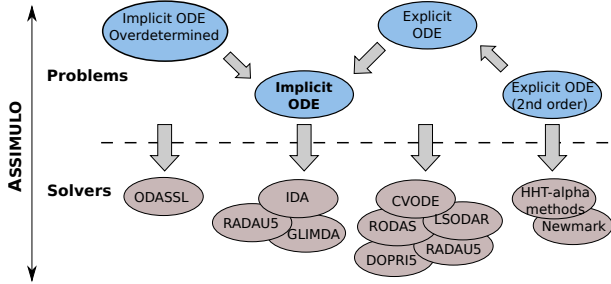 Implicit ODE
Overdetermined
Explicit
ODE
Problems
Implicit
ODE
Explicit ODE
(2nd order)
ASSIMULO
Solvers
ODASSL
IDA
RADAU5
GLIMDA
CVODE
LSODAR
RODAS
RADAU5
DOPRI5
HHT-alpha
methods
Newmark